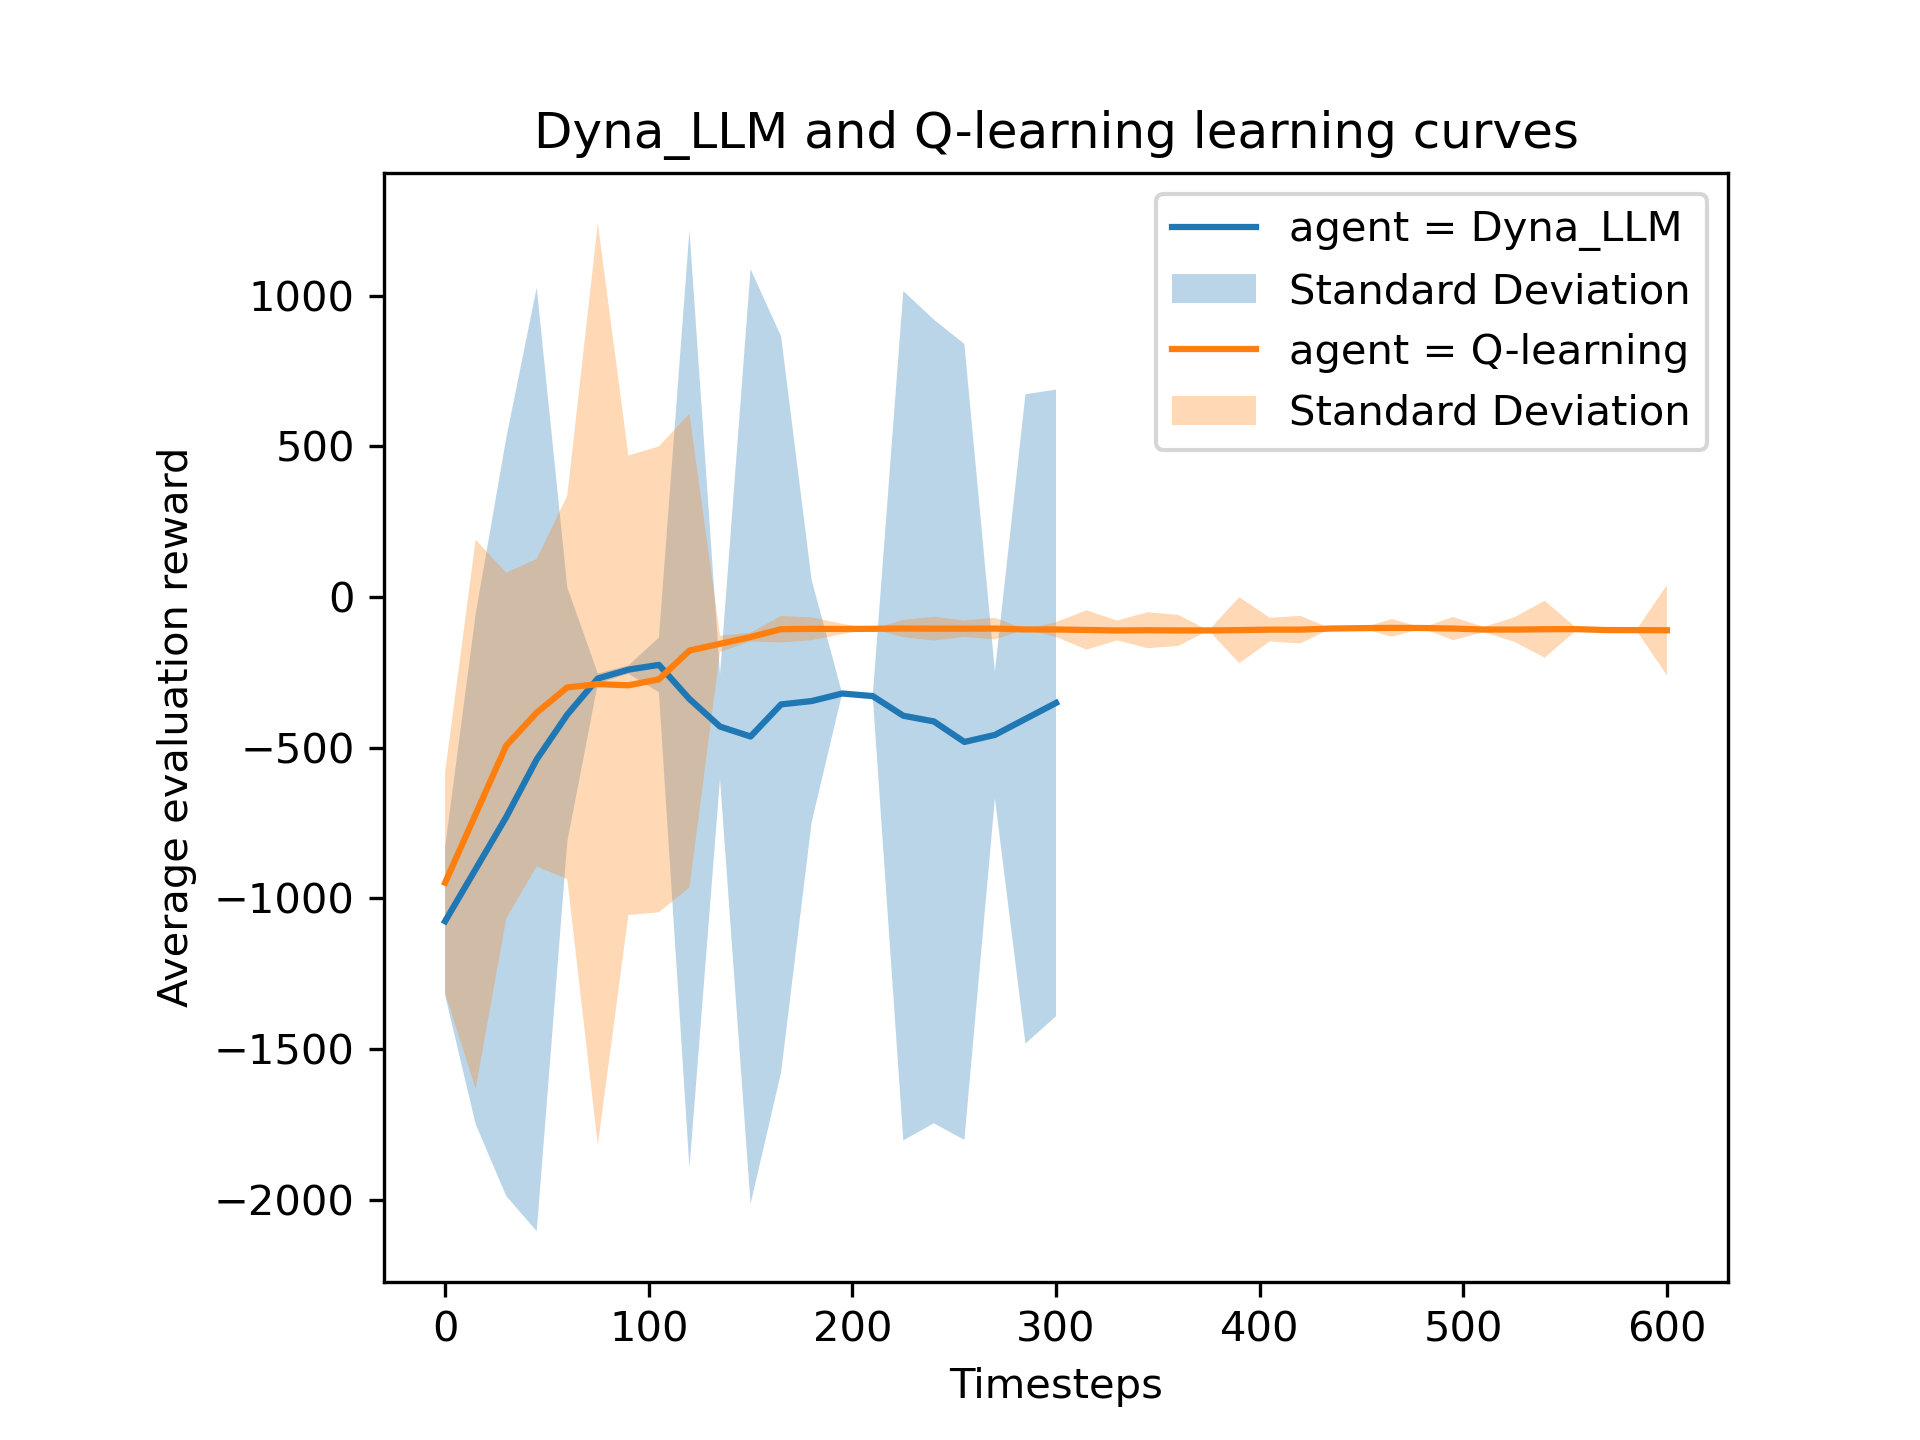 Dyna_LLM and Q-learning learning curves
agent = Dyna_LLM
Standard Deviation
agent = Q-learning
Standard Deviation
Average evaluation reward
1000
500
0
−500
−1000
−1500
−2000
0 100 200 300 400 500 600
Timesteps